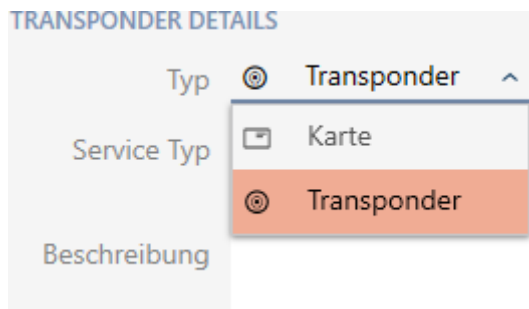 TRANSPONDER DETAILS
Typ Transponder
Karte
Service Typ
Transponder
Beschreibung